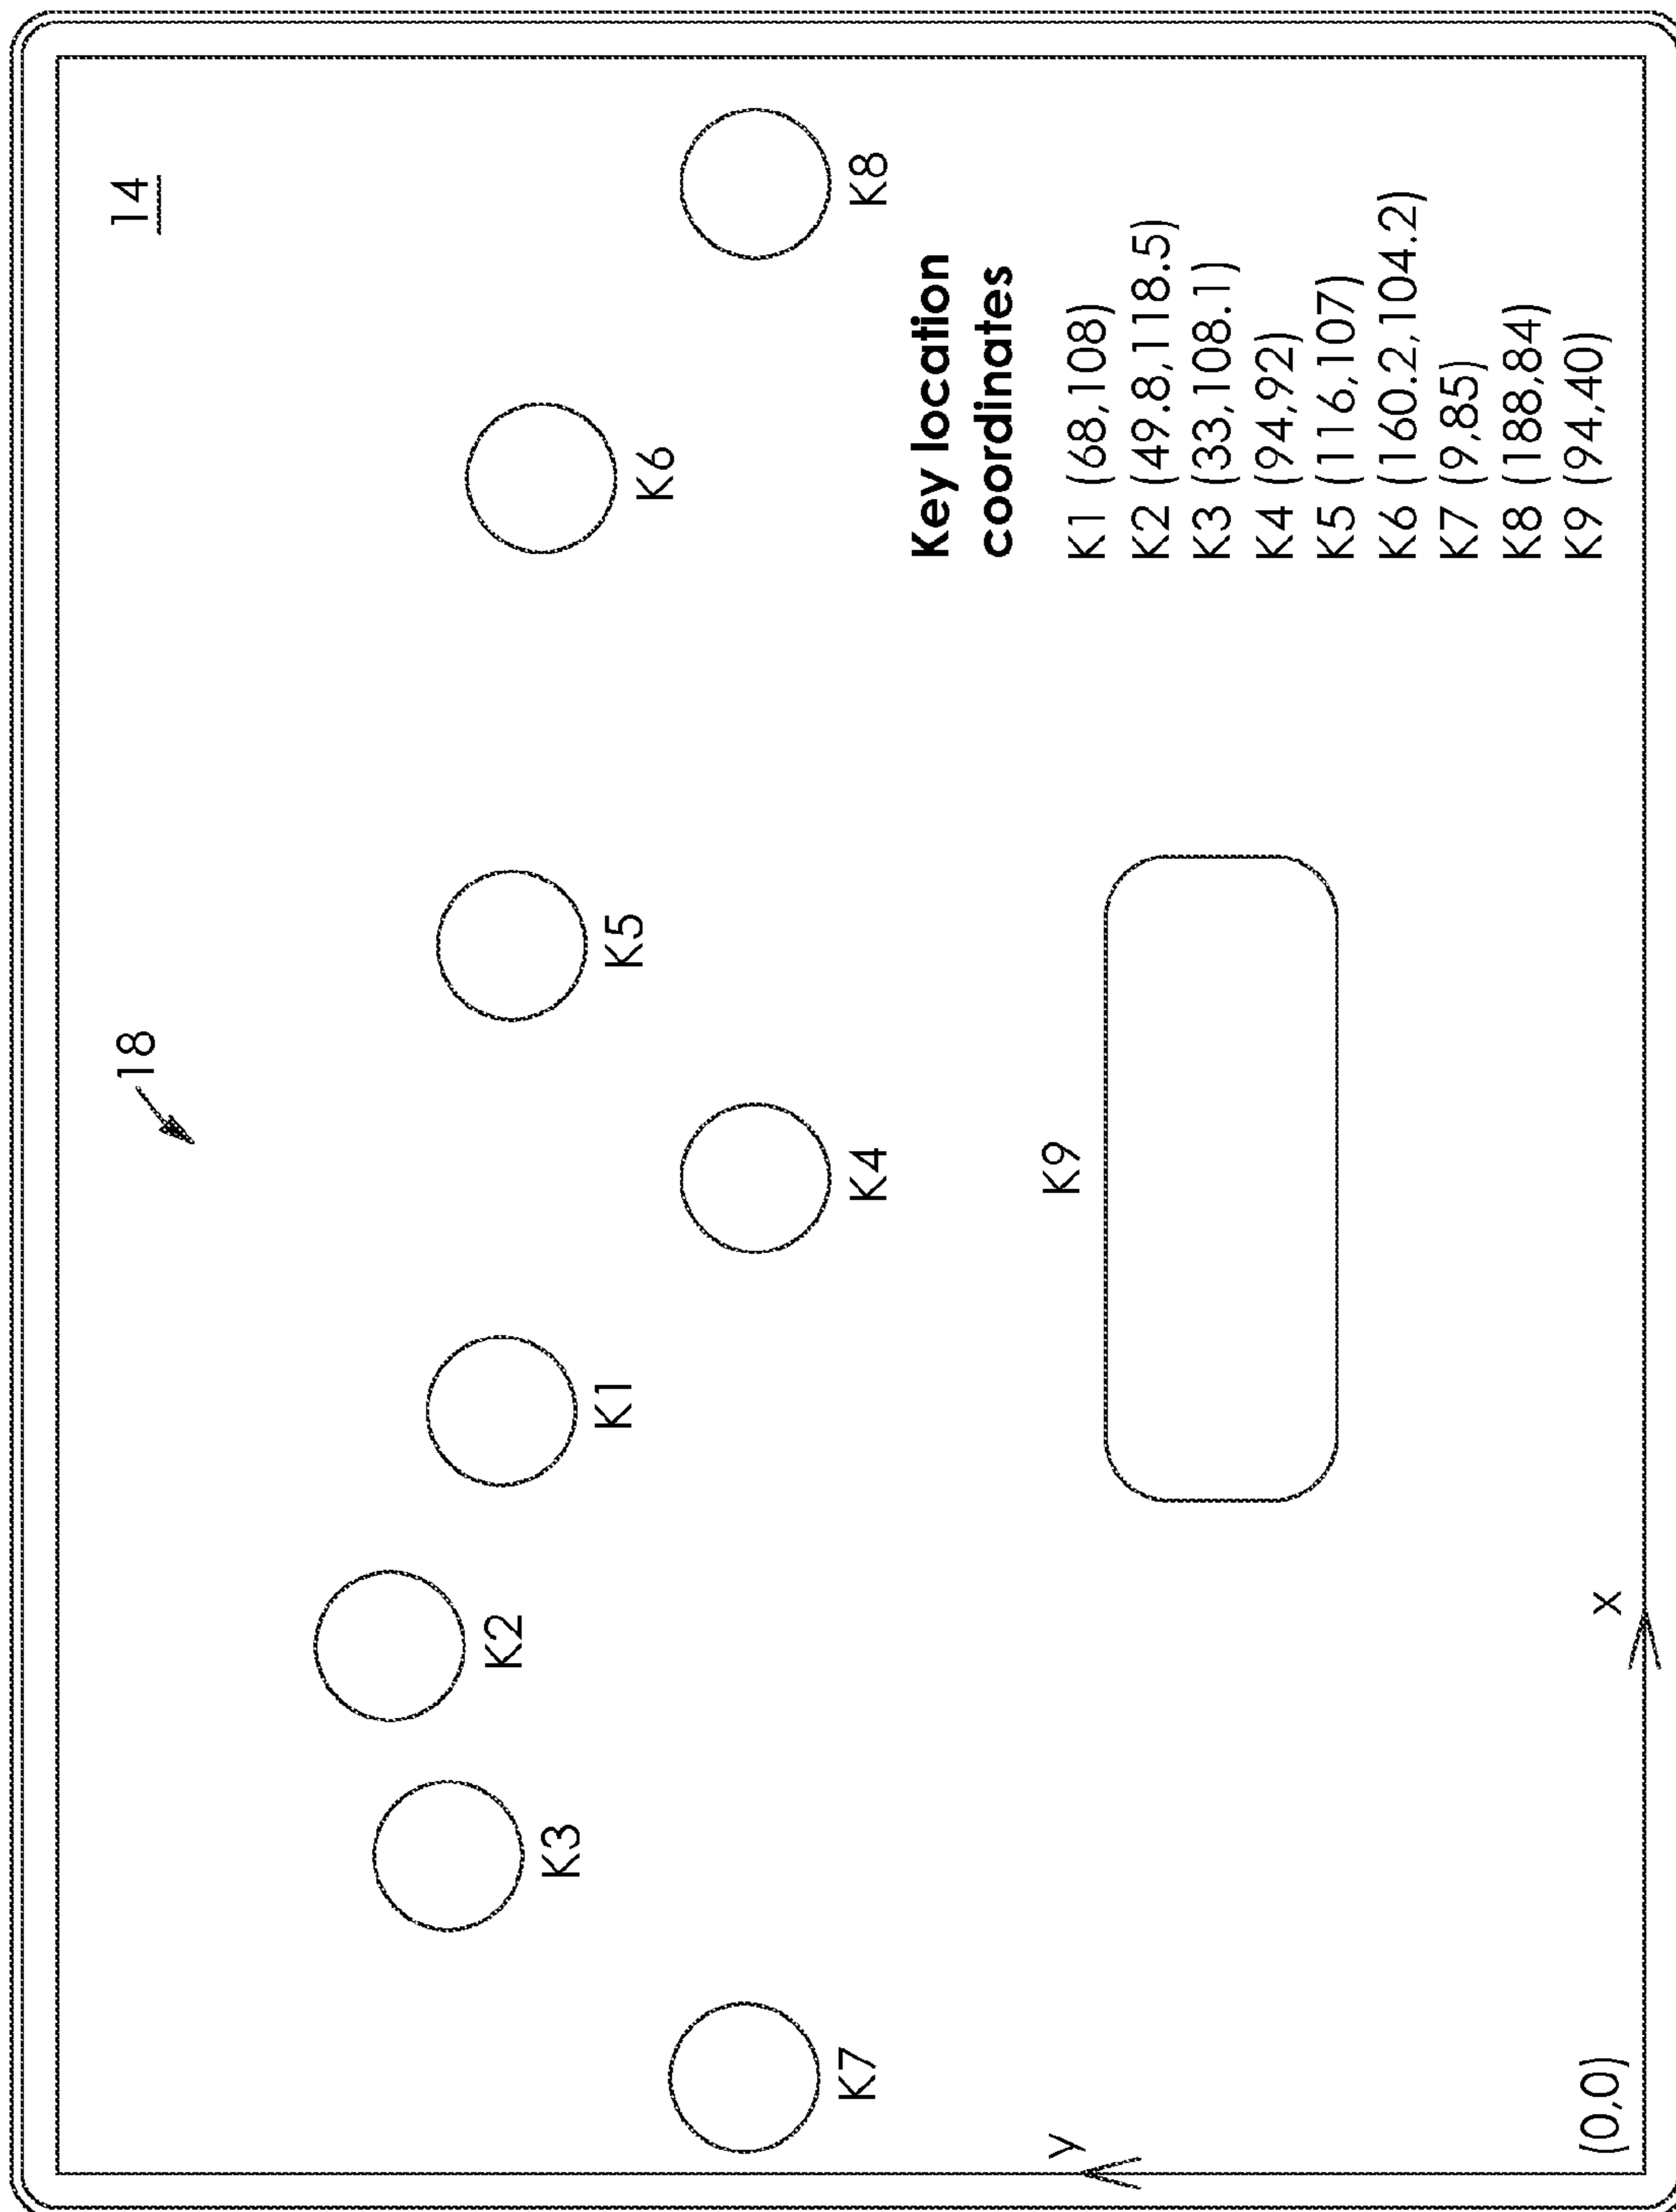 14
18
K2
K3
K1
K5
K6
K7
K4
K8
Key location
coordinates
K1 (68,108)
K2 (49.8,118.5)
K3 (33,108.1)
K4 (94,92)
K5 (116,107)
K6 (160.2,104.2)
K7 (9,85)
K8 (188,84)
K9 (94,40)
K9
y
x
(0,0)